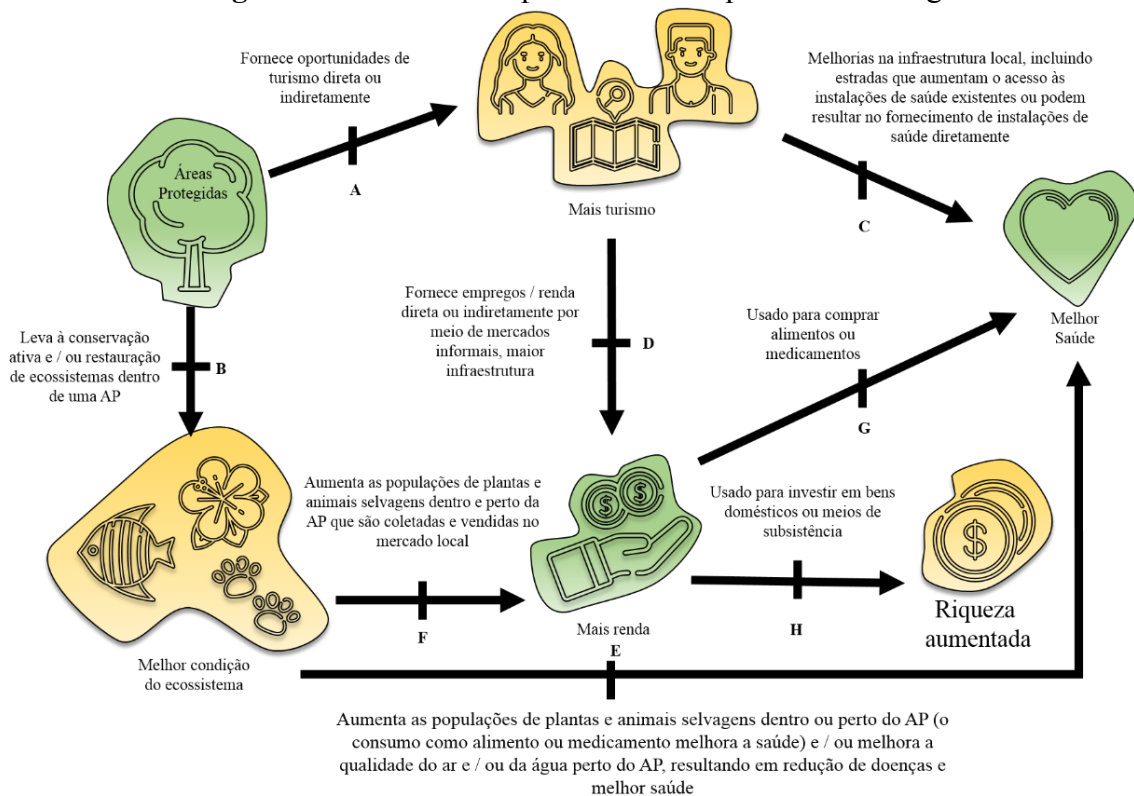 Fornece oportunidades de
turismo direta ou
indiretamente
A
Áreas
Protegidas
Mais turismo
Melhorias na infraestrutura local, incluindo
estradas que aumentam o acesso às
instalações de saúde existentes ou podem
resultar no fornecimento de instalações de
saúde diretamente
C
Melhor
Saúde
Leva à conservação
ativa e / ou restauração
de ecossistemas dentro
de uma AP
B
Fornece empregos / renda
direta ou indiretamente por
meio de mercados
informais, maior
infraestrutura
D
Usado para comprar
alimentos ou
medicamentos
G
Aumenta as populações de plantas e
animais selvagens dentro e perto da
AP que são coletadas e vendidas no
mercado local
F
$ $
Mais renda
E
Usado para investir em bens
domésticos ou meios de
subsistência
H
$
Riqueza
aumentada
Melhor condição
do ecossistema
Aumenta as populações de plantas e animais selvagens dentro ou perto do AP (o
consumo como alimento ou medicamento melhora a saúde) e / ou melhora a
qualidade do ar e / ou da água perto do AP, resultando em redução de doenças e
melhor saúde